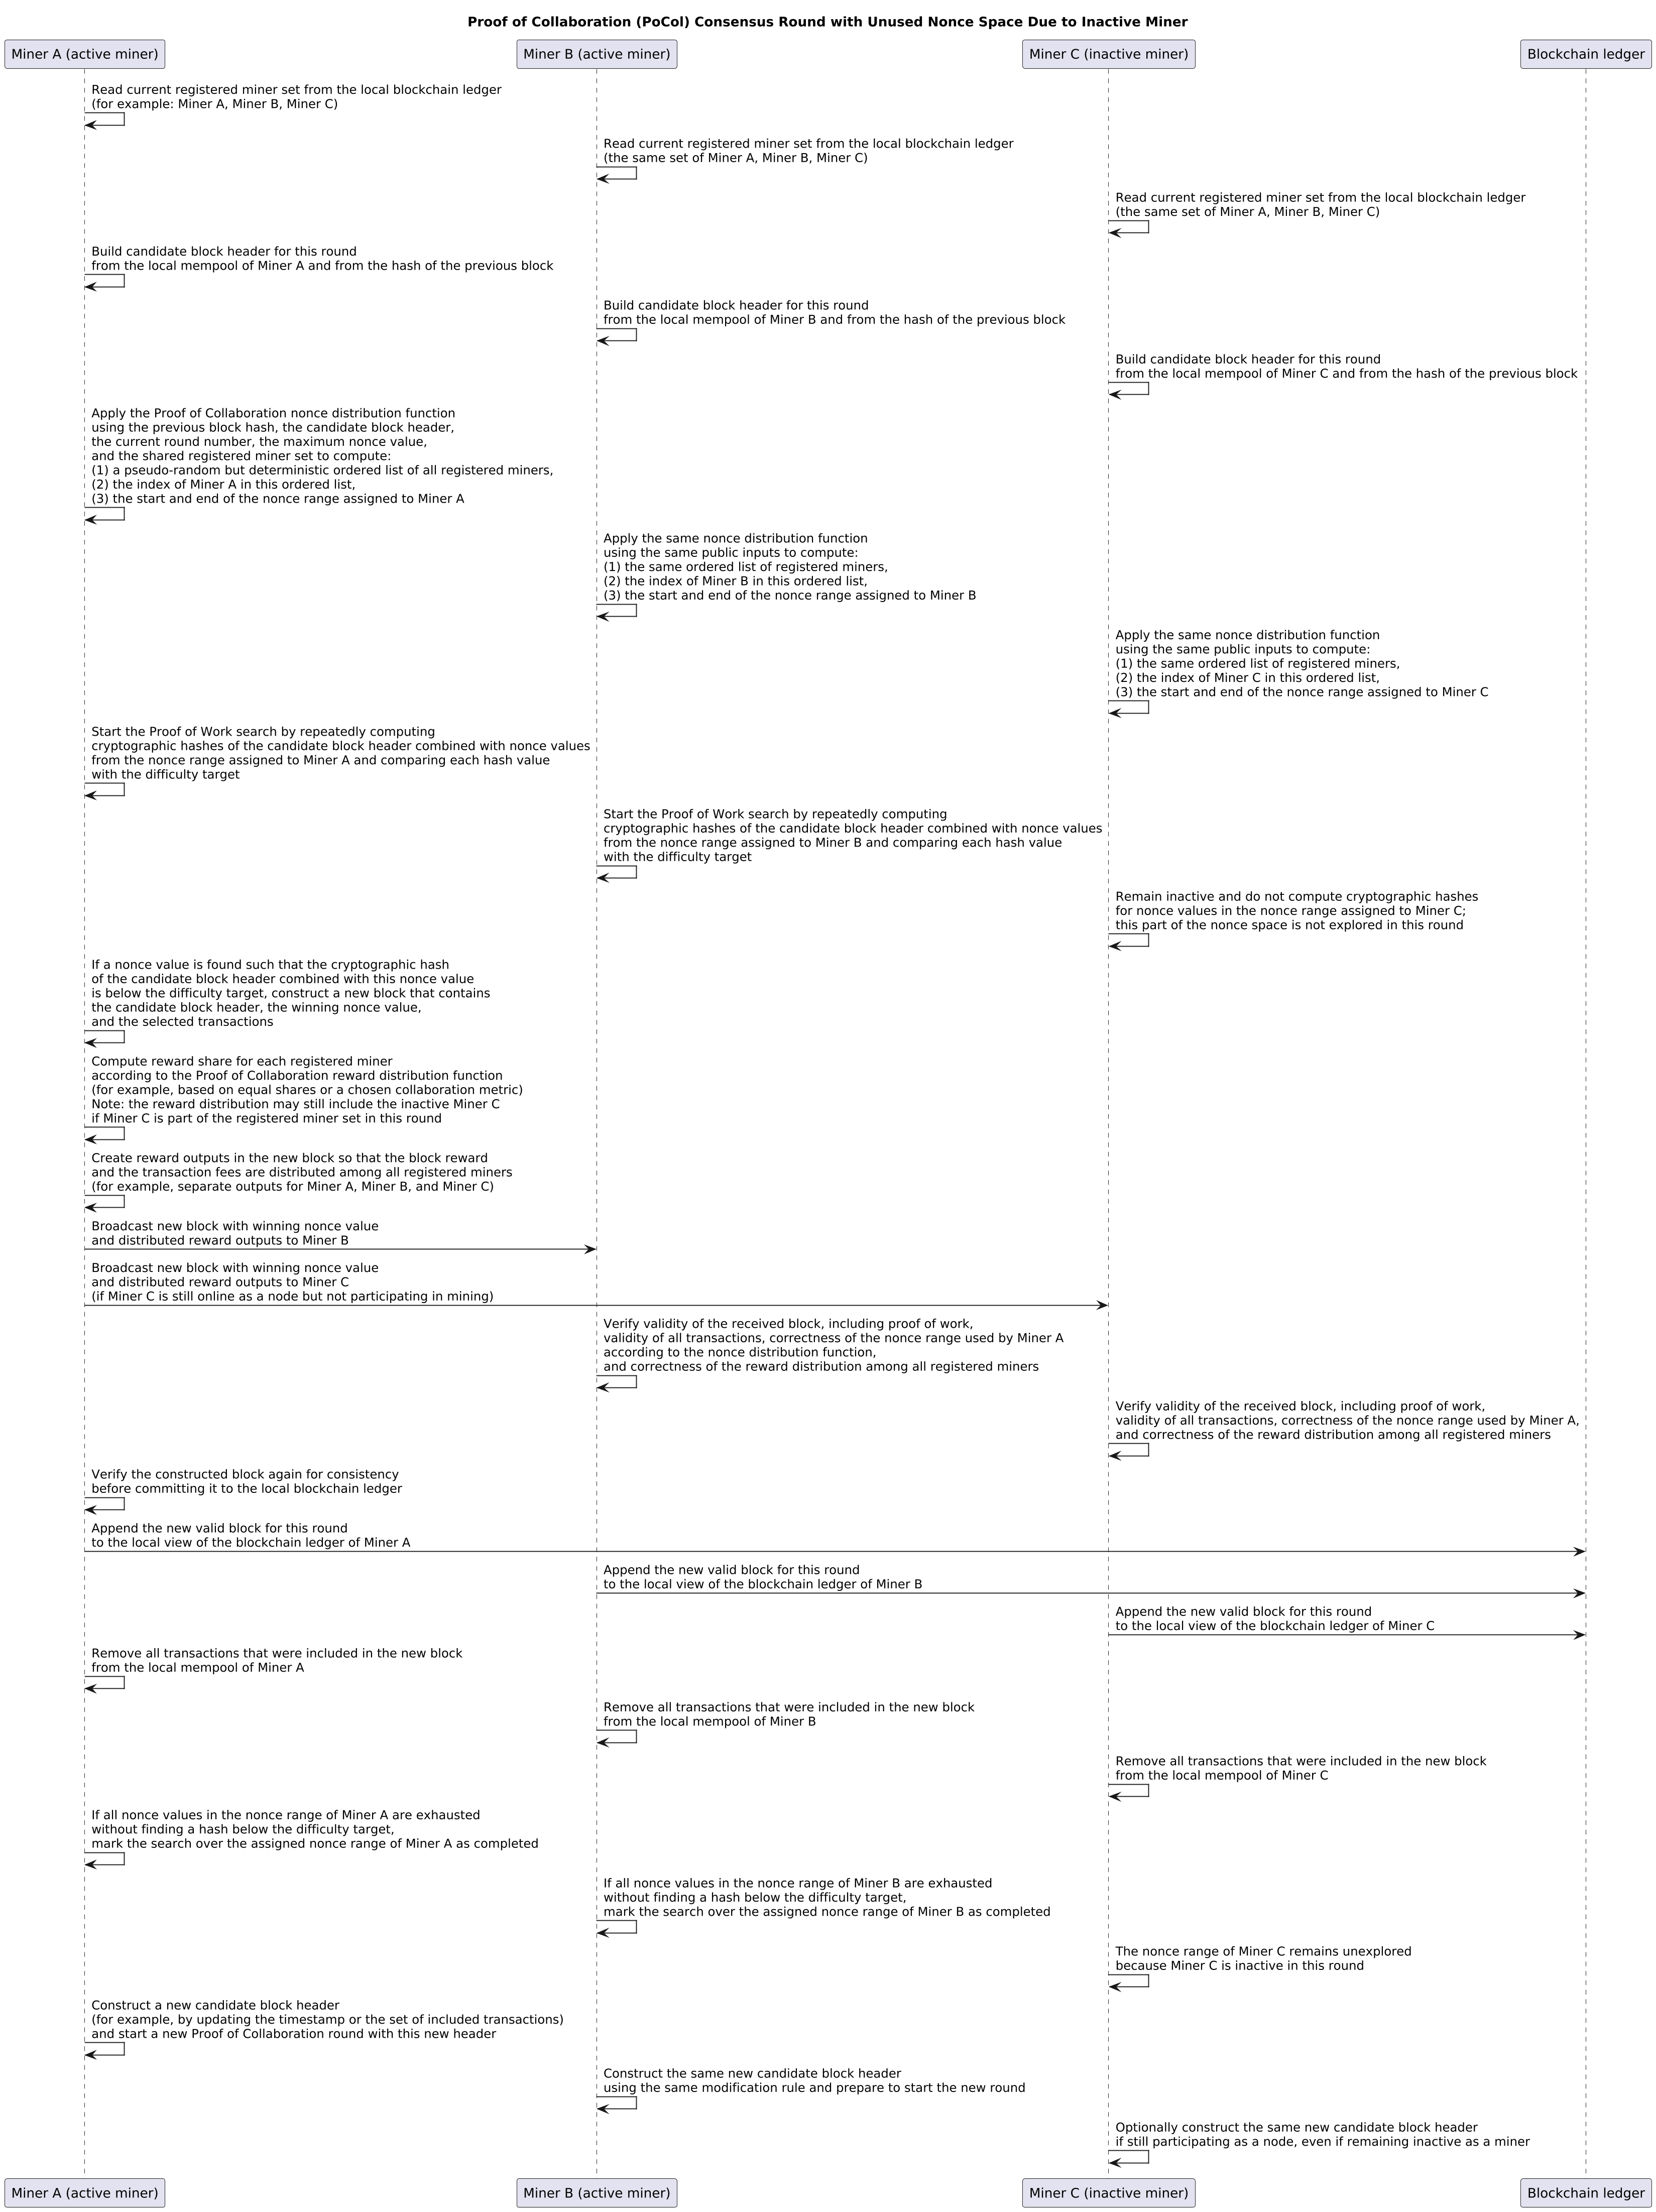 Proof of Collaboration (PoCol) Consensus Round with Unused Nonce Space Due to Inactive Miner
Miner A (active miner)
Miner B (active miner)
Miner C (inactive miner)
Blockchain ledger
Read current registered miner set from the local blockchain ledger
(for example: Miner A, Miner B, Miner C)
Read current registered miner set from the local blockchain ledger
(the same set of Miner A, Miner B, Miner C)
Read current registered miner set from the local blockchain ledger
(the same set of Miner A, Miner B, Miner C)
Build candidate block header for this round
from the local mempool of Miner A and from the hash of the previous block
Build candidate block header for this round
from the local mempool of Miner B and from the hash of the previous block
Build candidate block header for this round
from the local mempool of Miner C and from the hash of the previous block
Apply the Proof of Collaboration nonce distribution function
using the previous block hash, the candidate block header,
the current round number, the maximum nonce value,
and the shared registered miner set to compute:
(1) a pseudo-random but deterministic ordered list of all registered miners,
(2) the index of Miner A in this ordered list,
(3) the start and end of the nonce range assigned to Miner A
Apply the same nonce distribution function
using the same public inputs to compute:
(1) the same ordered list of registered miners,
(2) the index of Miner B in this ordered list,
(3) the start and end of the nonce range assigned to Miner B
Apply the same nonce distribution function
using the same public inputs to compute:
(1) the same ordered list of registered miners,
(2) the index of Miner C in this ordered list,
(3) the start and end of the nonce range assigned to Miner C
Start the Proof of Work search by repeatedly computing
cryptographic hashes of the candidate block header combined with nonce values
from the nonce range assigned to Miner A and comparing each hash value
with the difficulty target
Start the Proof of Work search by repeatedly computing
cryptographic hashes of the candidate block header combined with nonce values
from the nonce range assigned to Miner B and comparing each hash value
with the difficulty target
Remain inactive and do not compute cryptographic hashes
for nonce values in the nonce range assigned to Miner C;
this part of the nonce space is not explored in this round
If a nonce value is found such that the cryptographic hash
of the candidate block header combined with this nonce value
is below the difficulty target, construct a new block that contains
the candidate block header, the winning nonce value,
and the selected transactions
Compute reward share for each registered miner
according to the Proof of Collaboration reward distribution function
(for example, based on equal shares or a chosen collaboration metric)
Note: the reward distribution may still include the inactive Miner C
if Miner C is part of the registered miner set in this round
Create reward outputs in the new block so that the block reward
and the transaction fees are distributed among all registered miners
(for example, separate outputs for Miner A, Miner B, and Miner C)
Broadcast new block with winning nonce value
and distributed reward outputs to Miner B
Broadcast new block with winning nonce value
and distributed reward outputs to Miner C
(if Miner C is still online as a node but not participating in mining)
Verify validity of the received block, including proof of work,
validity of all transactions, correctness of the nonce range used by Miner A
according to the nonce distribution function,
and correctness of the reward distribution among all registered miners
Verify validity of the received block, including proof of work,
validity of all transactions, correctness of the nonce range used by Miner A,
and correctness of the reward distribution among all registered miners
Verify the constructed block again for consistency
before committing it to the local blockchain ledger
Append the new valid block for this round
to the local view of the blockchain ledger of Miner A
Append the new valid block for this round
to the local view of the blockchain ledger of Miner B
Append the new valid block for this round
to the local view of the blockchain ledger of Miner C
Remove all transactions that were included in the new block
from the local mempool of Miner A
Remove all transactions that were included in the new block
from the local mempool of Miner B
Remove all transactions that were included in the new block
from the local mempool of Miner C
If all nonce values in the nonce range of Miner A are exhausted
without finding a hash below the difficulty target,
mark the search over the assigned nonce range of Miner A as completed
If all nonce values in the nonce range of Miner B are exhausted
without finding a hash below the difficulty target,
mark the search over the assigned nonce range of Miner B as completed
The nonce range of Miner C remains unexplored
because Miner C is inactive in this round
Construct a new candidate block header
(for example, by updating the timestamp or the set of included transactions)
and start a new Proof of Collaboration round with this new header
Construct the same new candidate block header
using the same modification rule and prepare to start the new round
Optionally construct the same new candidate block header
if still participating as a node, even if remaining inactive as a miner
Miner A (active miner)
Miner B (active miner)
Miner C (inactive miner)
Blockchain ledger